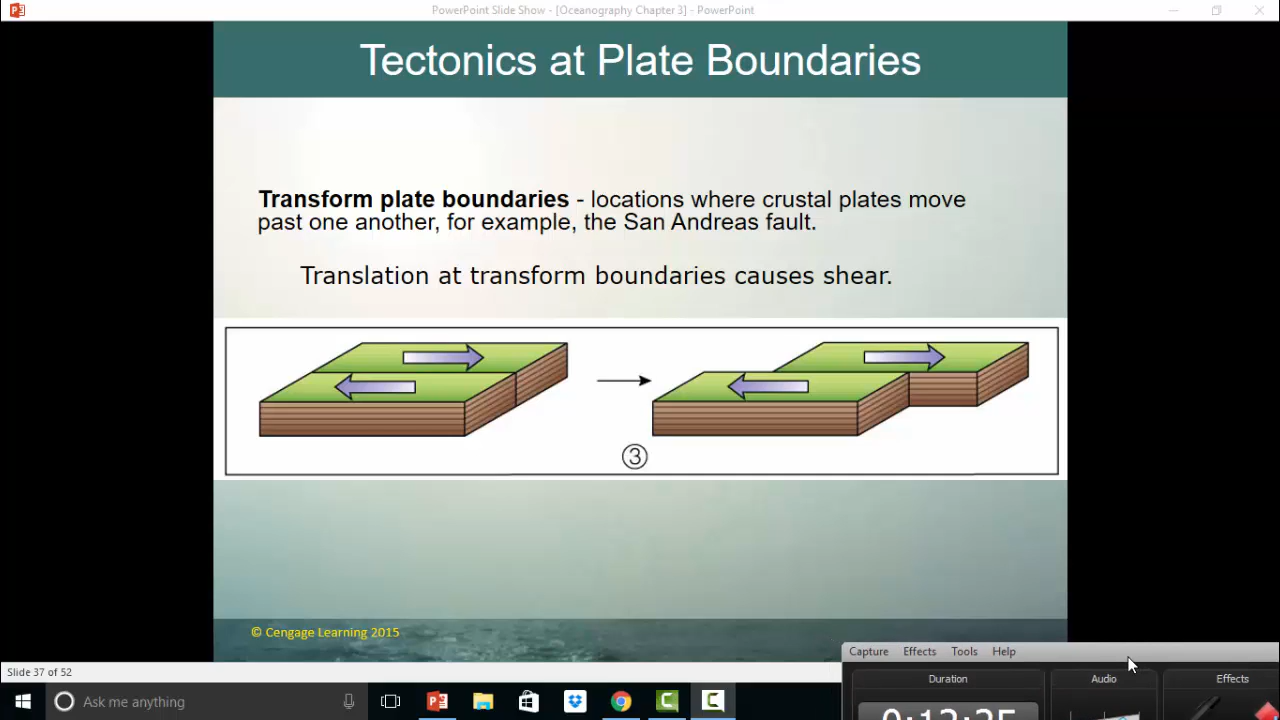 PowerPoint Slide Show - [Oceanography Chapter 3] - PowerPoint
Tectonics at Plate Boundaries
Transform plate boundaries - locations where crustal plates move
past one another, for example, the San Andreas fault.
Translation at transform boundaries causes shear.
3
© Cengage Learning 2015
Slide 37 of 52
Capture Effects Tools Help
Duration Audio Effects
0:12:25
Ask me anything